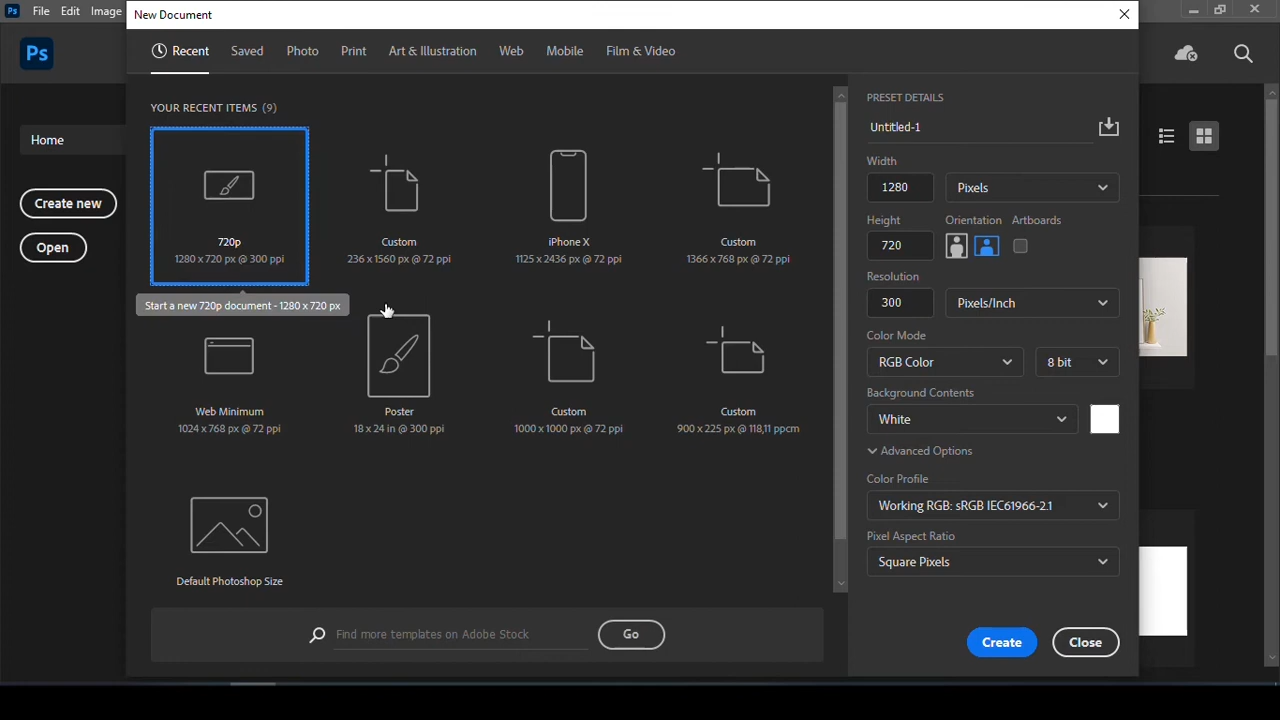 Ps File Edit Image
New Document
Ps
Recent Saved Photo Print Art & Illustration Web Mobile Film & Video
Home
Create new
Open
YOUR RECENT ITEMS (9)
720p
1280 x 720 px @ 300 ppi
Custom
236 x 1560 px @ 72 ppi
iPhone X
1125 x 2436 px @ 72 ppi
Custom
1366 x 768 px @ 72 ppi
Start a new 720p document - 1280 x 720 px
Web Minimum
1024 x 768 px @ 72 ppi
Poster
18 x 24 in @ 300 ppi
Custom
1000 x 1000 px @ 72 ppi
Custom
900 x 225 px @ 118,11 ppcm
Default Photoshop Size
Find more templates on Adobe Stock
Go
PRESET DETAILS
Untitled-1
Width
1280 Pixels
Height Orientation Artboards
720
Resolution
300 Pixels/Inch
Color Mode
RGB Color 8 bit
Background Contents
White
Advanced Options
Color Profile
Working RGB: sRGB IEC61966-2.1
Pixel Aspect Ratio
Square Pixels
Create Close